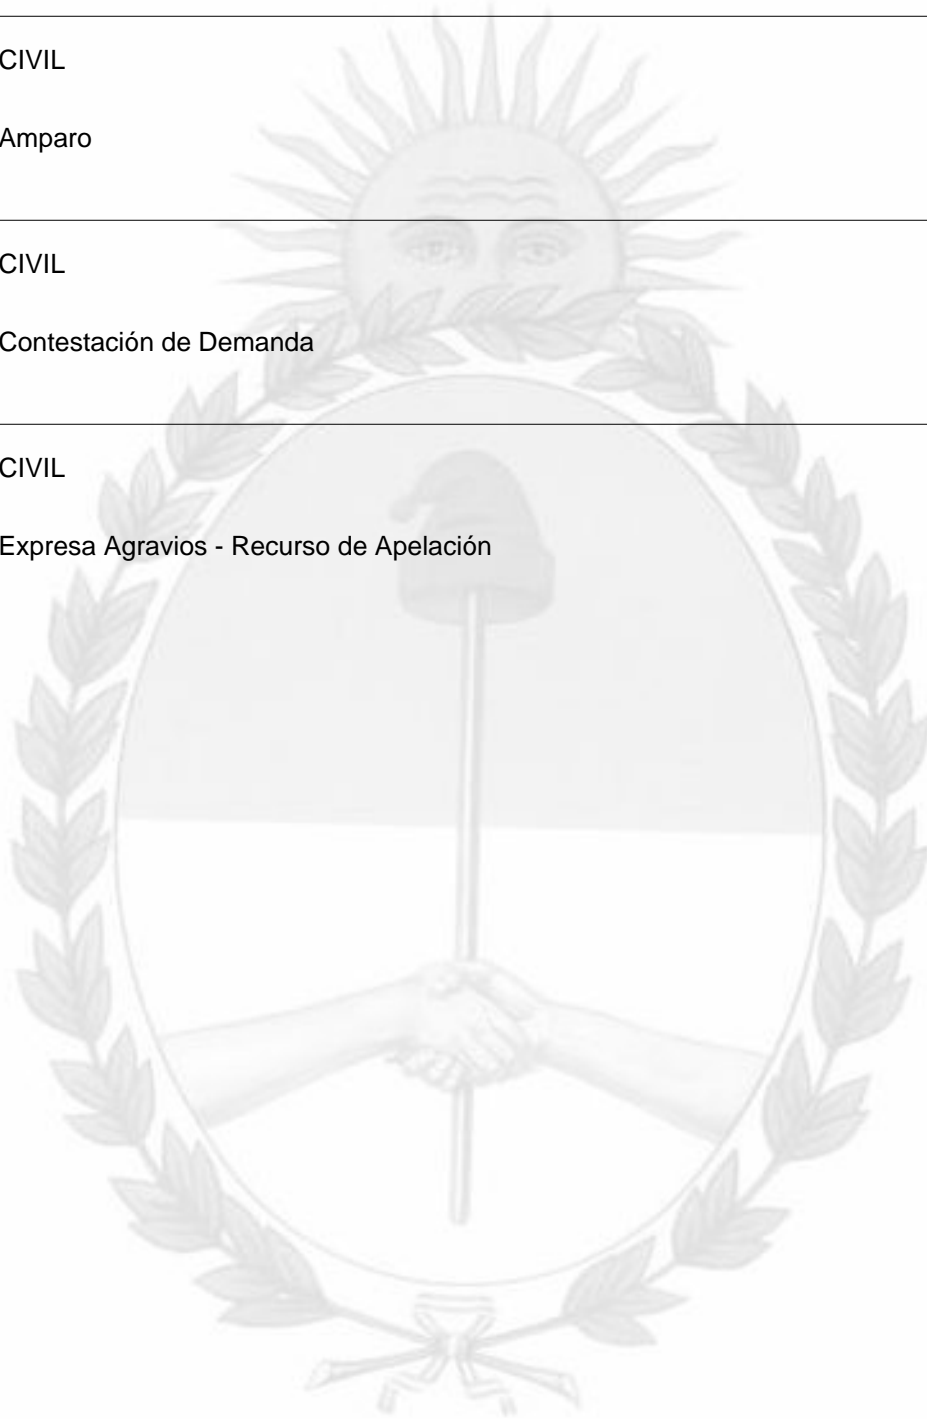 CIVIL
Amparo
CIVIL
Contestación de Demanda
CIVIL
Expresa Agravios - Recurso de Apelación